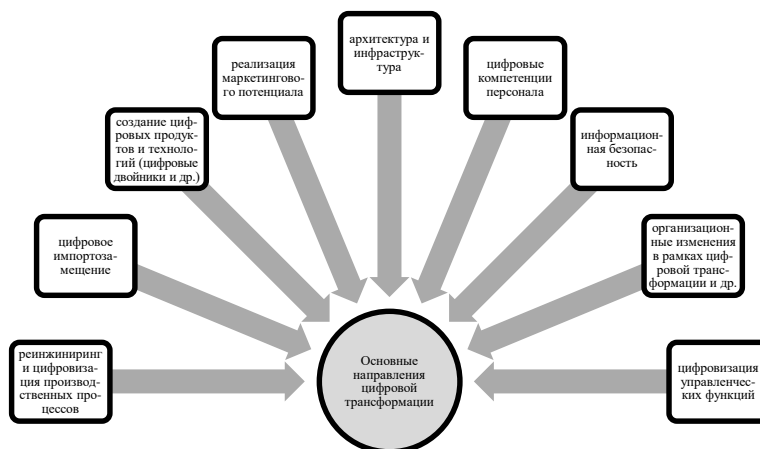 архитектура и
инфраструк-
тура
реализация
маркетингово-
го потенциала
цифровые
компетенции
персонала
создание циф-
ровых продук-
тов и техноло-
гий (цифровые
двойники и др.)
информацион-
ная безопас-
ность
цифровое
импортоза-
мещение
организацион-
ные изменения
в рамках циф-
ровой транс-
формации и др.
реинжиниринг
и цифровиза-
ция производ-
ственных про-
цессов
Основные
направления
цифровой
трансформации
цифровизация
управленчес-
ких функций